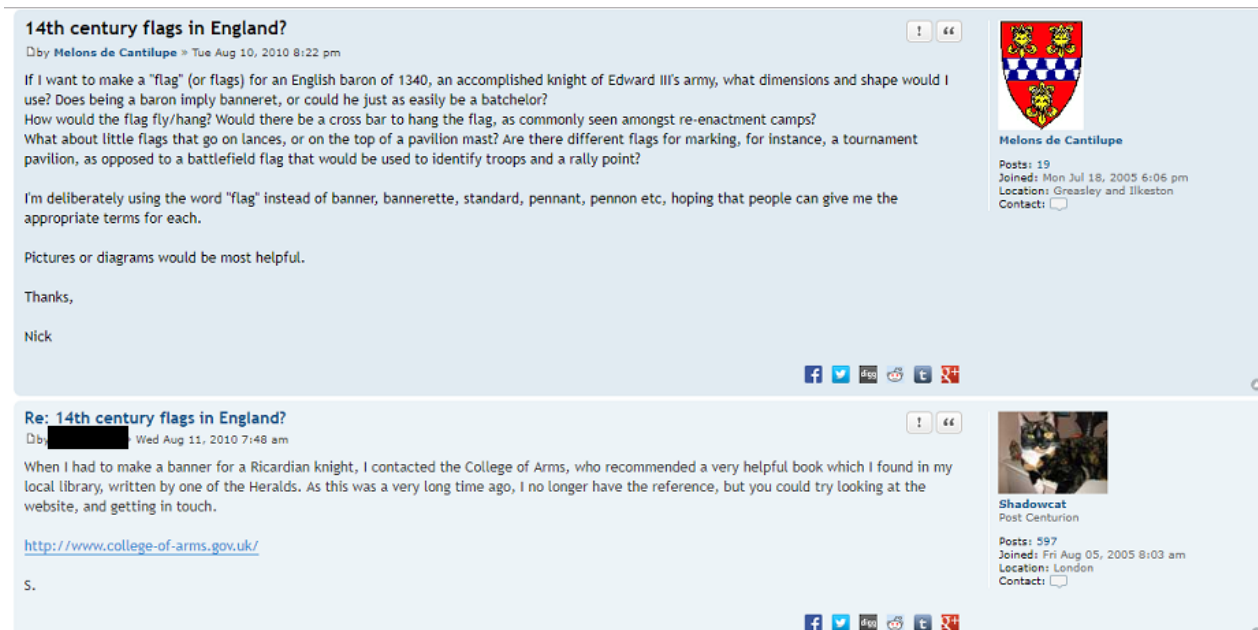 14th century flags in England?
by Melons de Cantilupe » Tue Aug 10, 2010 8:22 pm
If I want to make a "flag" (or flags) for an English baron of 1340, an accomplished knight of Edward III's army, what dimensions and shape would I
use? Does being a baron imply banneret, or could he just as easily be a batchelor?
How would the flag fly/hang? Would there be a cross bar to hang the flag, as commonly seen amongst re-enactment camps?
What about little flags that go on lances, or on the top of a pavilion mast? Are there different flags for marking, for instance, a tournament
pavilion, as opposed to a battlefield flag that would be used to identify troops and a rally point?
I'm deliberately using the word "flag" instead of banner, bannerette, standard, pennant, pennon etc, hoping that people can give me the
appropriate terms for each.
Pictures or diagrams would be most helpful.
Thanks,
Nick
! “
Melons de Cantilupe
Posts: 19
Joined: Mon Jul 18, 2005 6:06 pm
Location: Greasley and Ilkeston
Contact:
f digg t g+
Re: 14th century flags in England?
by » Wed Aug 11, 2010 7:48 am
When I had to make a banner for a Ricardian knight, I contacted the College of Arms, who recommended a very helpful book which I found in my
local library, written by one of the Heralds. As this was a very long time ago, I no longer have the reference, but you could try looking at the
website, and getting in touch.
http://www.college-of-arms.gov.uk/
S.
! “
Shadowcat
Post Centurion
Posts: 597
Joined: Fri Aug 05, 2005 8:03 am
Location: London
Contact:
f digg t g+